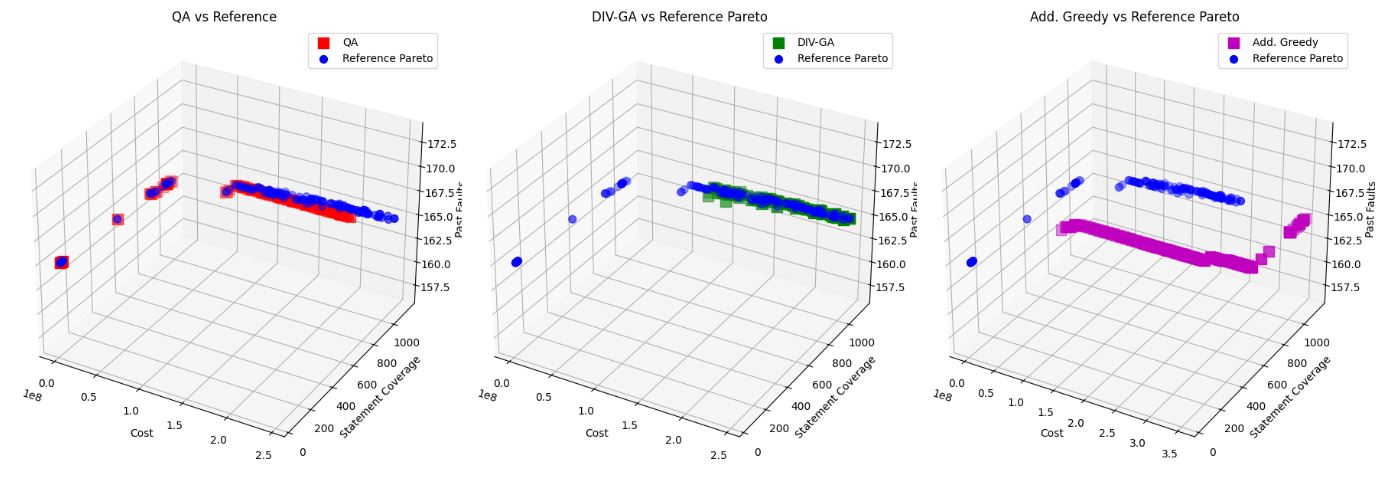 QA vs Reference
QA
Reference Pareto
172.5
170.0
167.5
165.0
162.5
160.0
157.5
Past Faults
1000
800
600
400
200
0
Statement Coverage
0.0
0.5
1.0
1.5
2.0
2.5
1e8
Cost
DIV-GA vs Reference Pareto
DIV-GA
Reference Pareto
172.5
170.0
167.5
165.0
162.5
160.0
157.5
Past Faults
1000
800
600
400
200
0
Statement Coverage
0.0
0.5
1.0
1.5
2.0
2.5
1e8
Cost
Add. Greedy vs Reference Pareto
Add. Greedy
Reference Pareto
172.5
170.0
167.5
165.0
162.5
160.0
157.5
Past Faults
1000
800
600
400
200
0
Statement Coverage
0.0
0.5
1.0
1.5
2.0
2.5
3.0
3.5
1e8
Cost